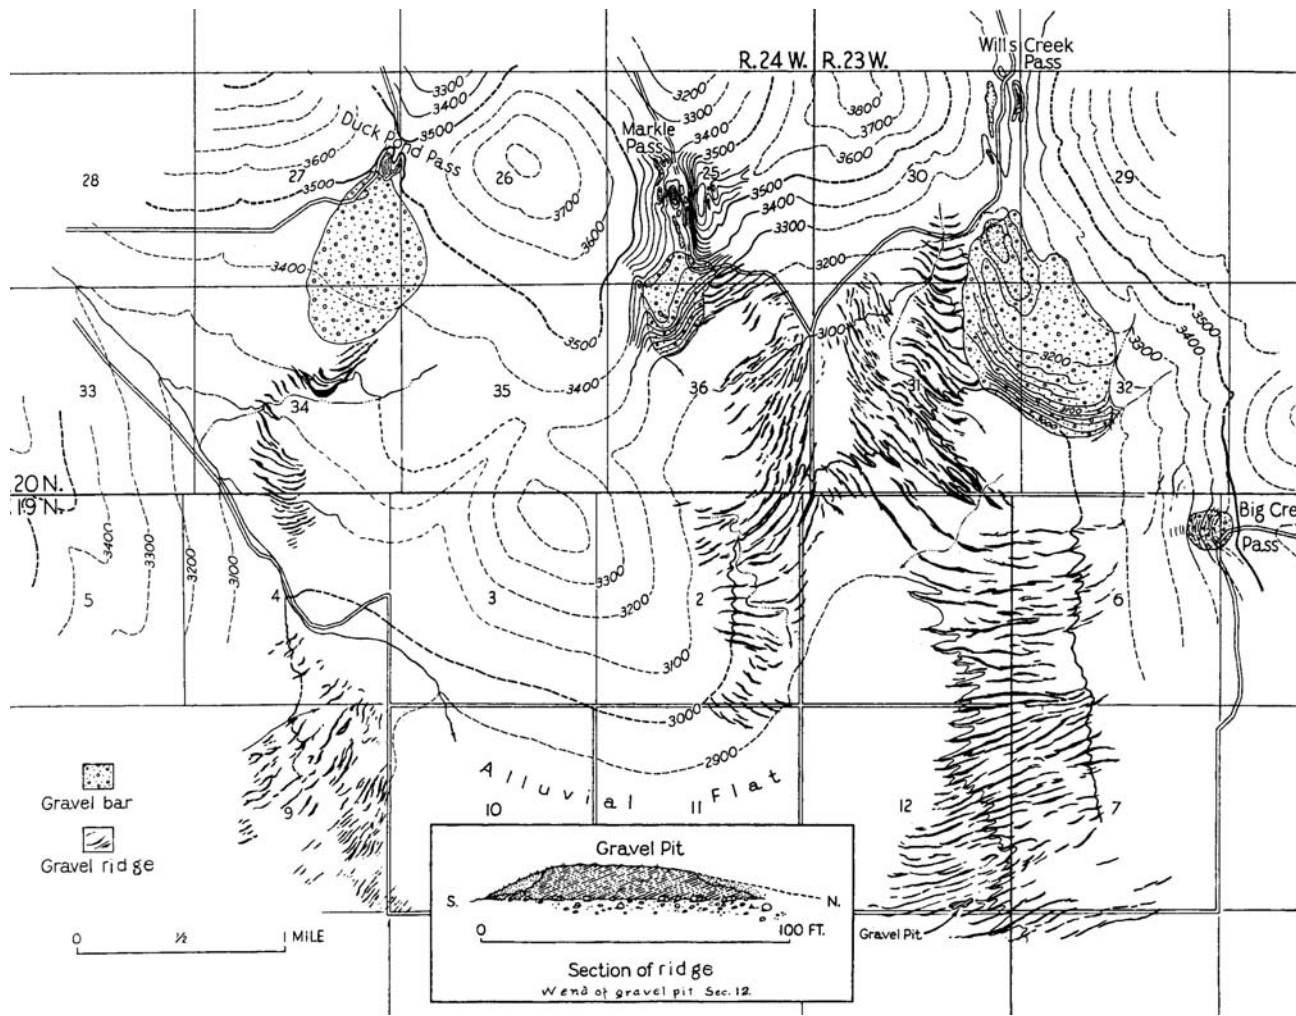 R.24 W. R.23 W.
Wills Creek
Pass
3300
3400
3500
Duck Pond Pass
3200
3300
3400
3500
Markle
Pass
3800
3700
3600
3600
3500
28
27
26
25
30
29
3700
3600
3500
3400
3300
3400
3200
3500
3400
3300
3100
3500
3400
3200
33
34
35
36
31
32
20 N.
19 N.
3400
3300
3200
3100
Big Cre
Pass
3300
3200
3100
3000
2900
5
4
3
2
6
Alluvial Flat
Gravel bar
Gravel ridge
9
10
11
12
7
Gravel Pit
S.
N.
0
100 FT.
Section of ridge
W end of gravel pit Sec. 12.
Gravel Pit
0
½
1 MILE